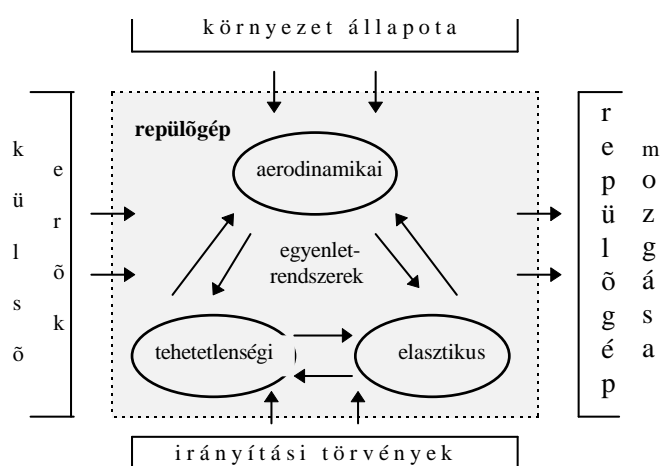 környezet állapota
külsõ
erõk
repülõgép
aerodinamikai
egyenlet-
rendszerek
tehetetlenségi
elasztikus
repülõgép
mozgása
irányítási törvények